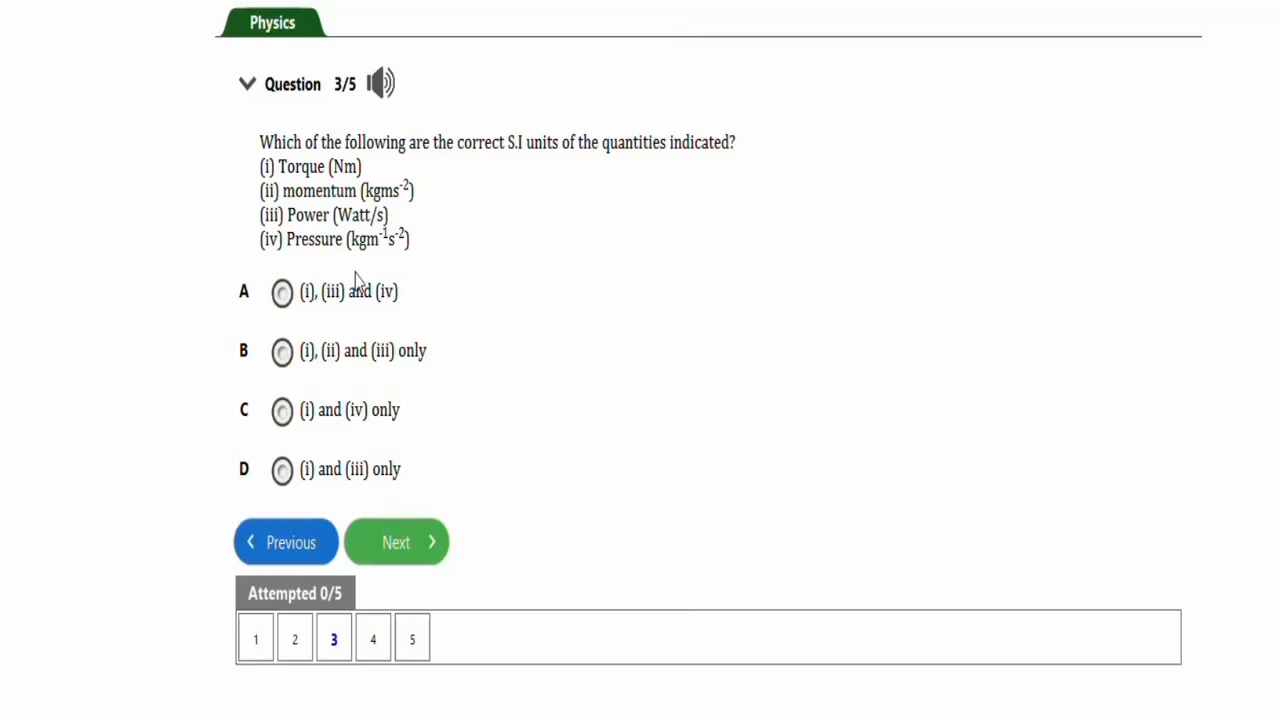 Physics
Question 3/5
Which of the following are the correct S.I units of the quantities indicated?
(i) Torque (Nm)
(ii) momentum (kgms⁻²)
(iii) Power (Watt/s)
(iv) Pressure (kgm⁻¹s⁻²)
A (i), (iii) and (iv)
B (i), (ii) and (iii) only
C (i) and (iv) only
D (i) and (iii) only
Previous Next
Attempted 0/5
1 2 3 4 5